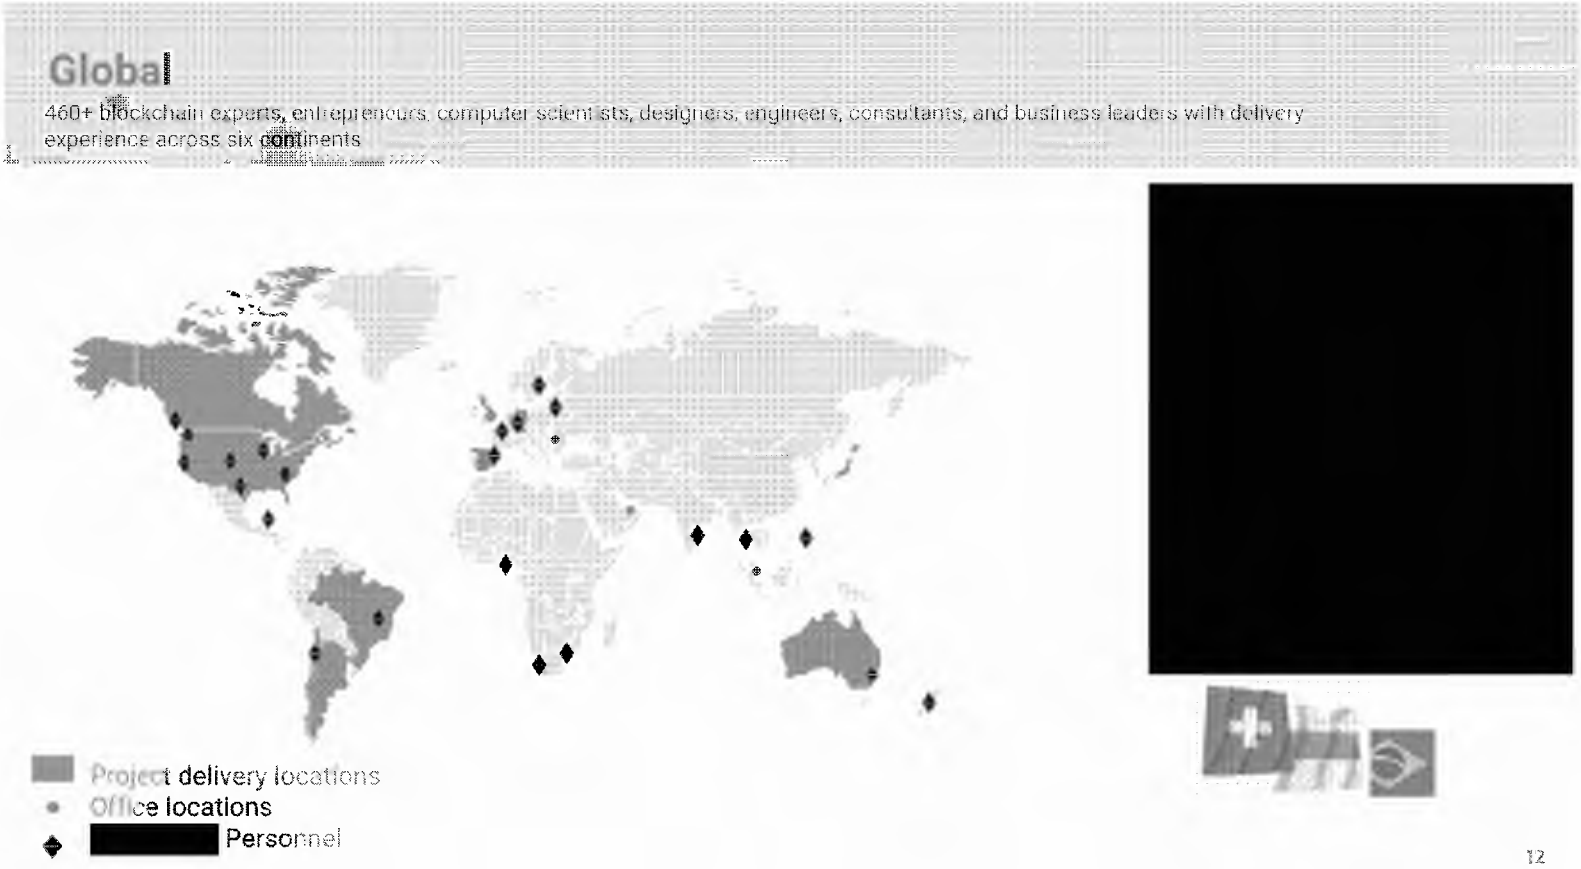 Global
460+ blockchain experts, entrepreneurs, computer scientists, designers, engineers, consultants, and business leaders with delivery
experience across six continents
Project delivery locations
Office locations
Personnel
12